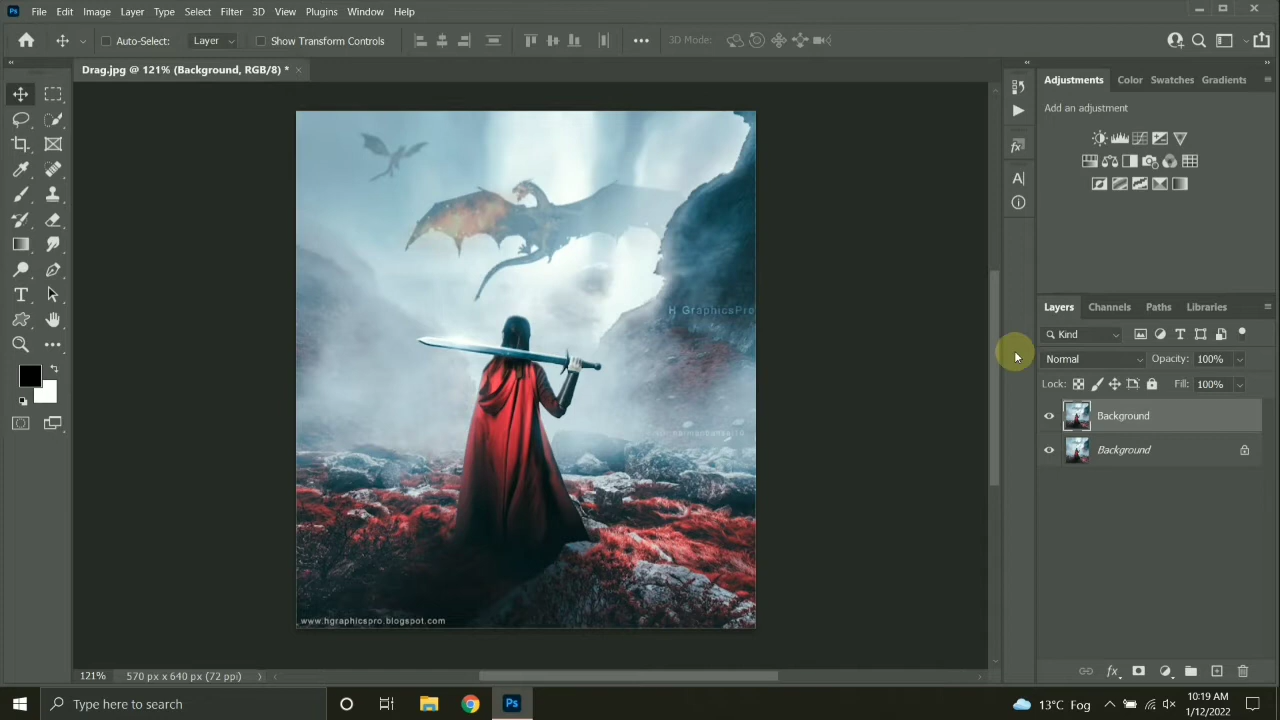 Ps File Edit Image Layer Type Select Filter 3D View Plugins Window Help
Auto-Select: Layer Show Transform Controls 3D Mode:
Drag.jpg @ 121% (Background, RGB/8) *
Adjustments Color Swatches Gradients
Add an adjustment
H GraphicsPro
Layers Channels Paths Libraries
Kind
Normal Opacity: 100%
Lock: Fill: 100%
Background
Background
www.hgraphicspro.blogspot.com
121% 570 px x 640 px (72 ppi)
Type here to search
Ps
13°C Fog
10:19 AM
1/12/2022